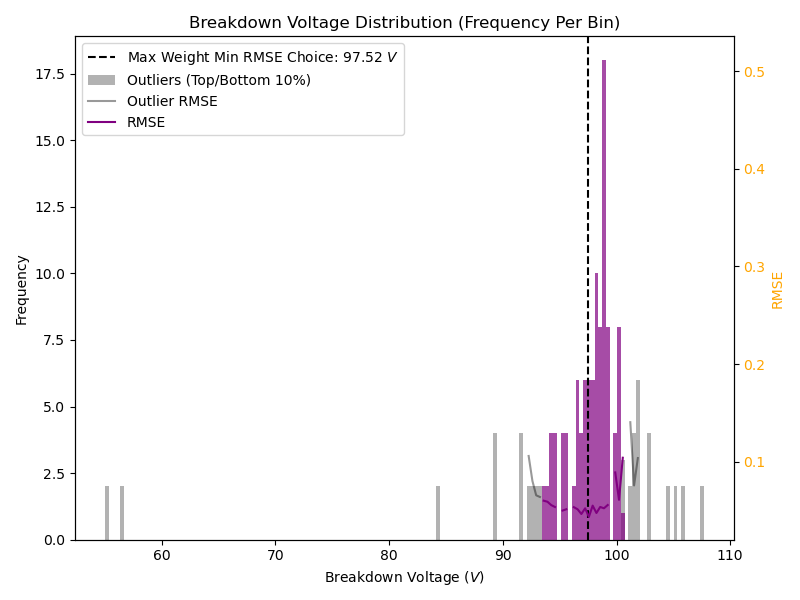 Breakdown Voltage Distribution (Frequency Per Bin)
Max Weight Min RMSE Choice: 97.52 V
Outliers (Top/Bottom 10%)
Outlier RMSE
RMSE
17.5
15.0
12.5
10.0
7.5
5.0
2.5
0.0
Frequency
0.5
0.4
0.3
0.2
0.1
RMSE
60
70
80
90
100
110
Breakdown Voltage (V)